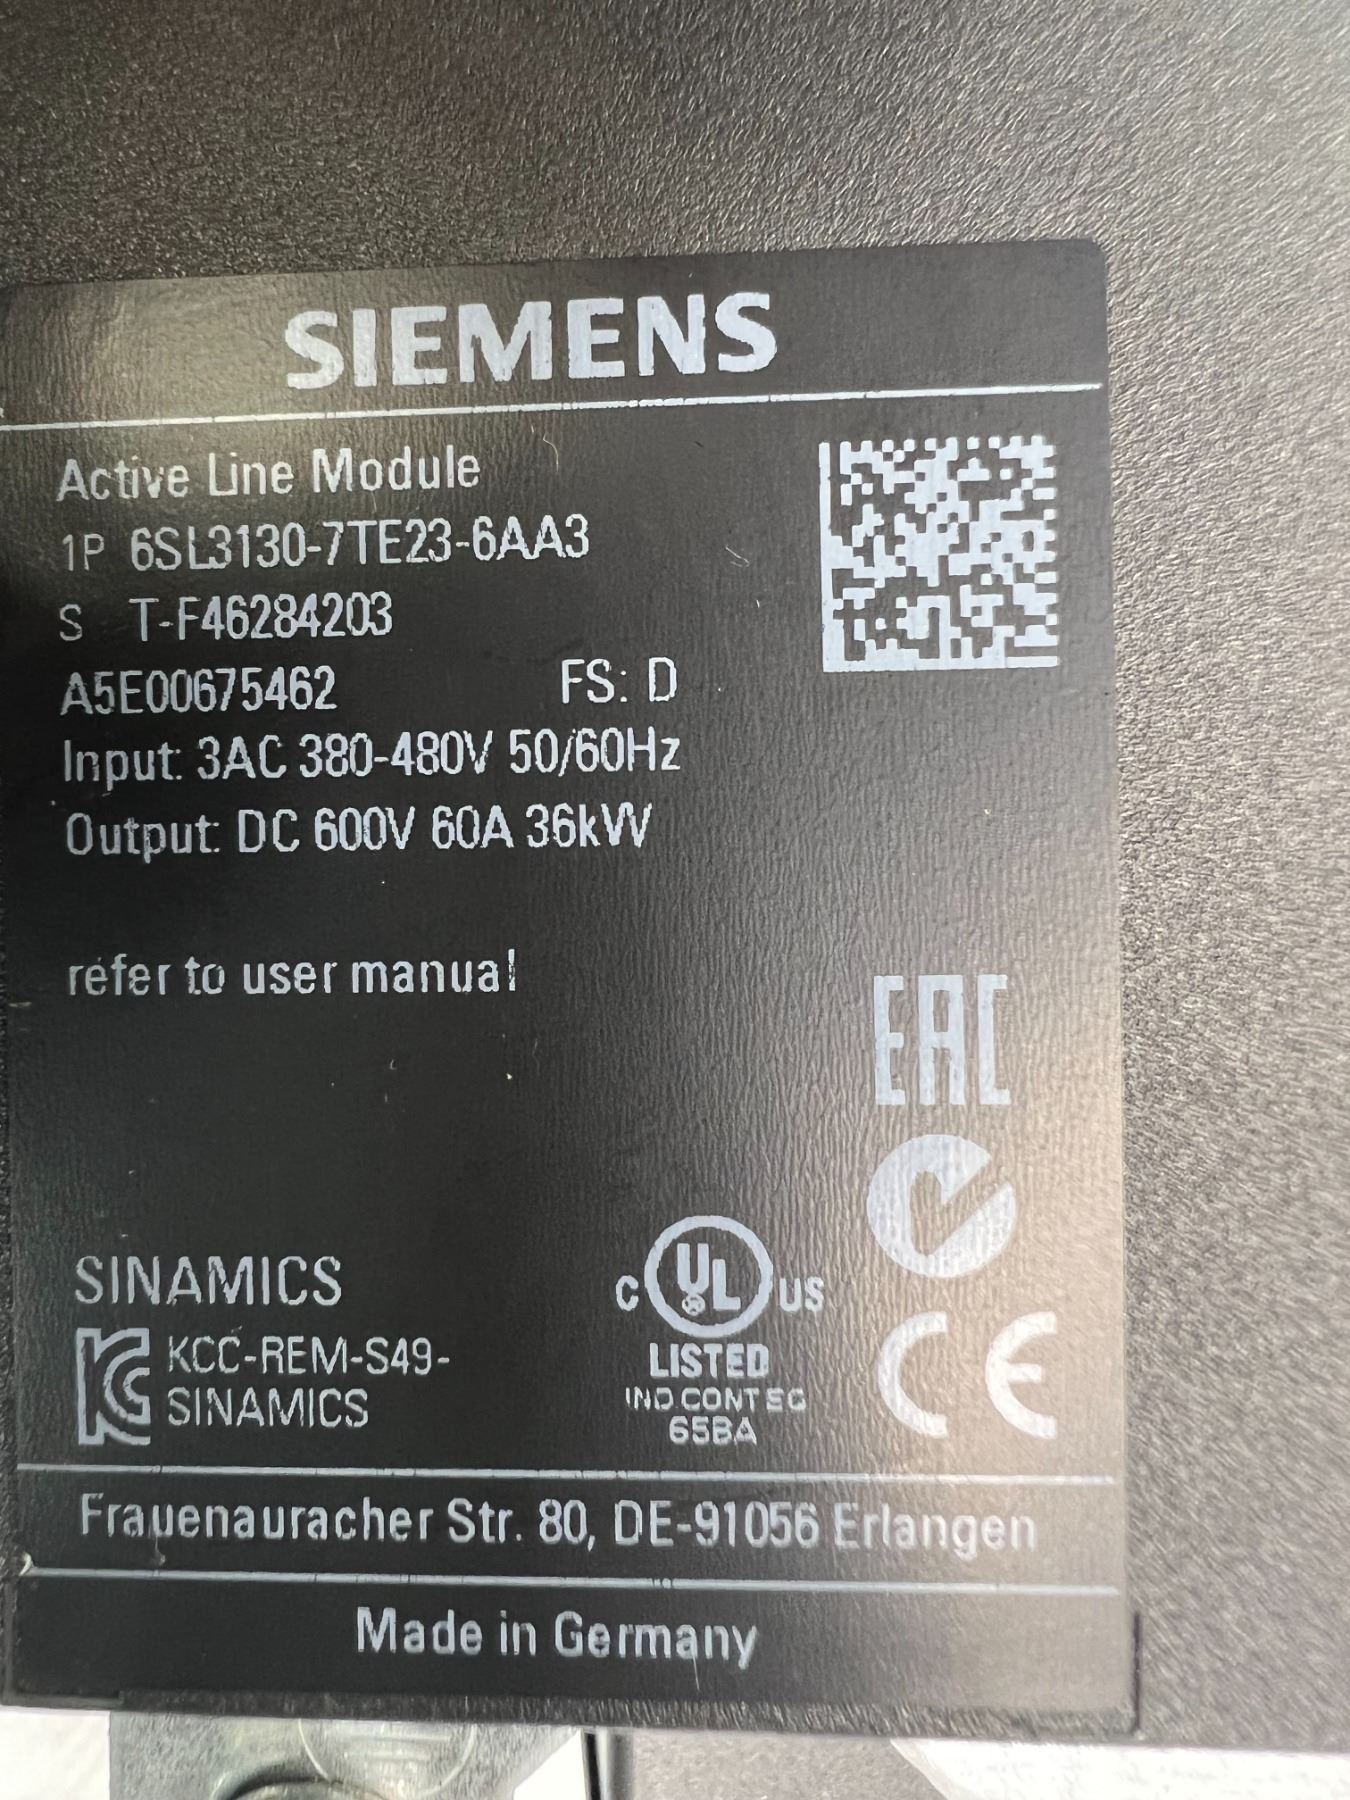 SIEMENS
Active Line Module
1P 6SL3130-7TE23-6AA3
S T-F46284203
A5E00675462 FS: D
Input: 3AC 380-480V 50/60Hz
Output: DC 600V 60A 36kW
refer to user manual
EAC
SINAMICS
C UL US
LISTED
IND.CONT EQ
65BA
KCC-REM-S49-
SINAMICS
CE
Frauenauracher Str. 80, DE-91056 Erlangen
Made in Germany